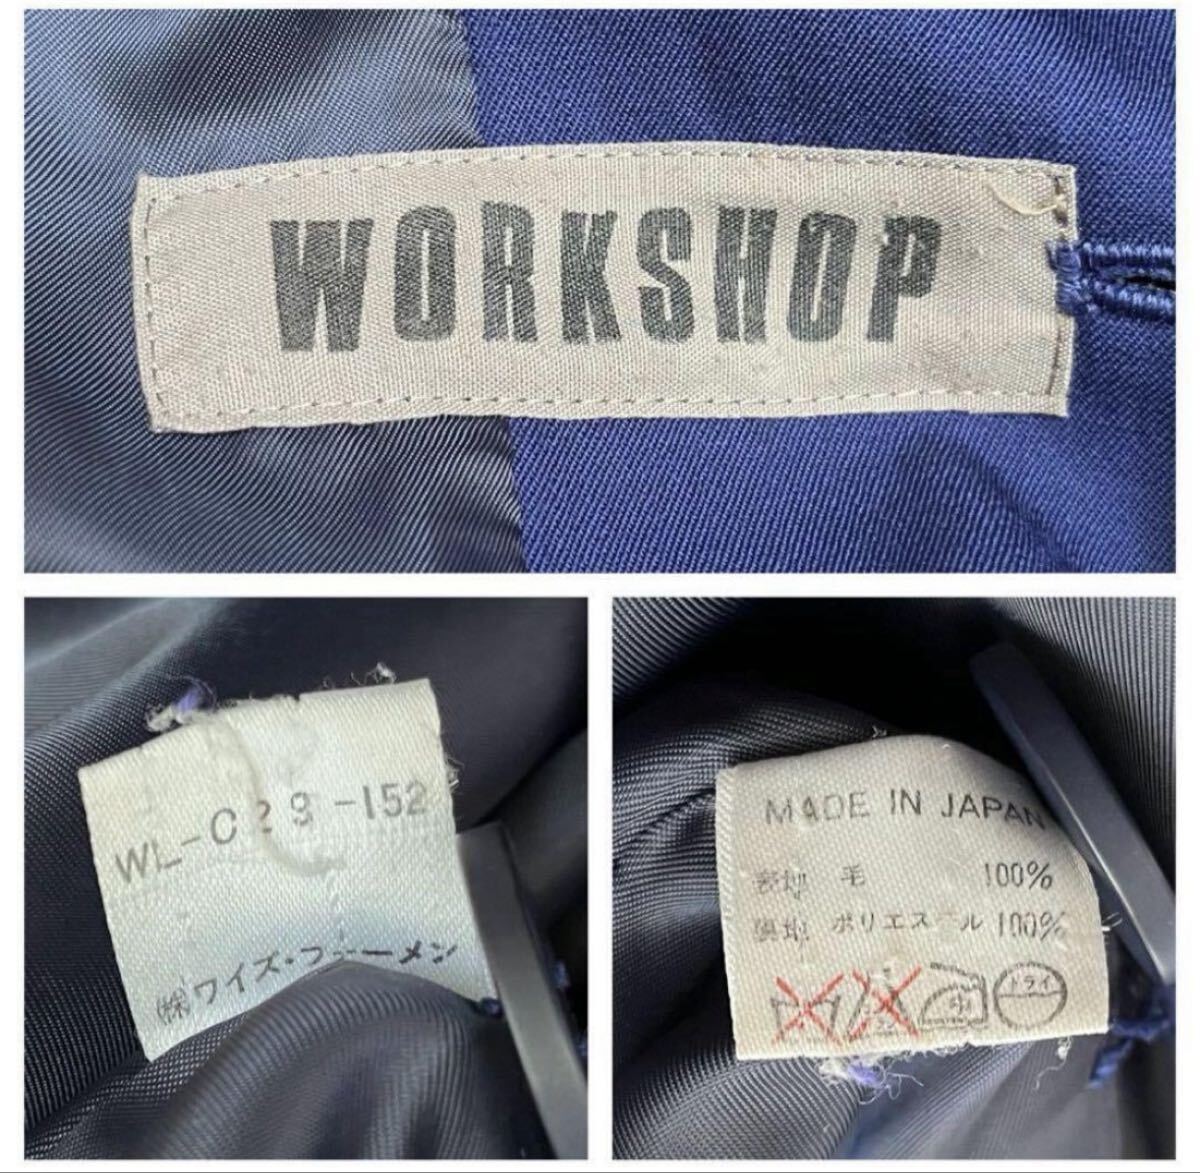 WORKSHOP
WL-C29-152
㈱ワイズ・フォーメン
MADE IN JAPAN
表地 毛 100%
裏地 ポリエステル 100%
中 ドライ